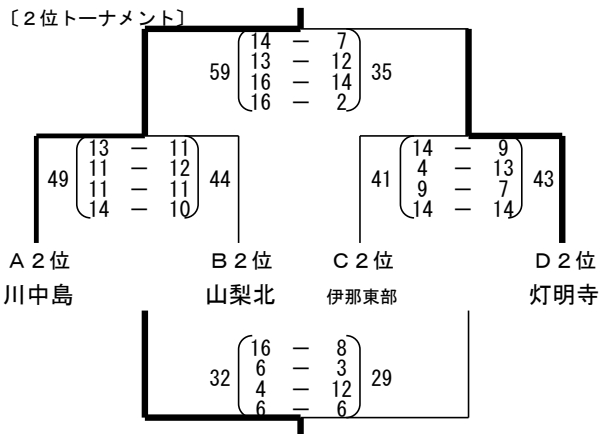 〔２位トーナメント〕
14 － 7
13 － 12
59 35
16 － 14
16 － 2
13 － 11 14 － 9
11 － 12 4 － 13
49 44 41 43
11 － 11 9 － 7
14 － 10 14 － 14
Ａ２位 Ｂ２位 Ｃ２位 Ｄ２位
川中島 山梨北 伊那東部 灯明寺
16 － 8
6 － 3
32 29
4 － 12
6 － 6